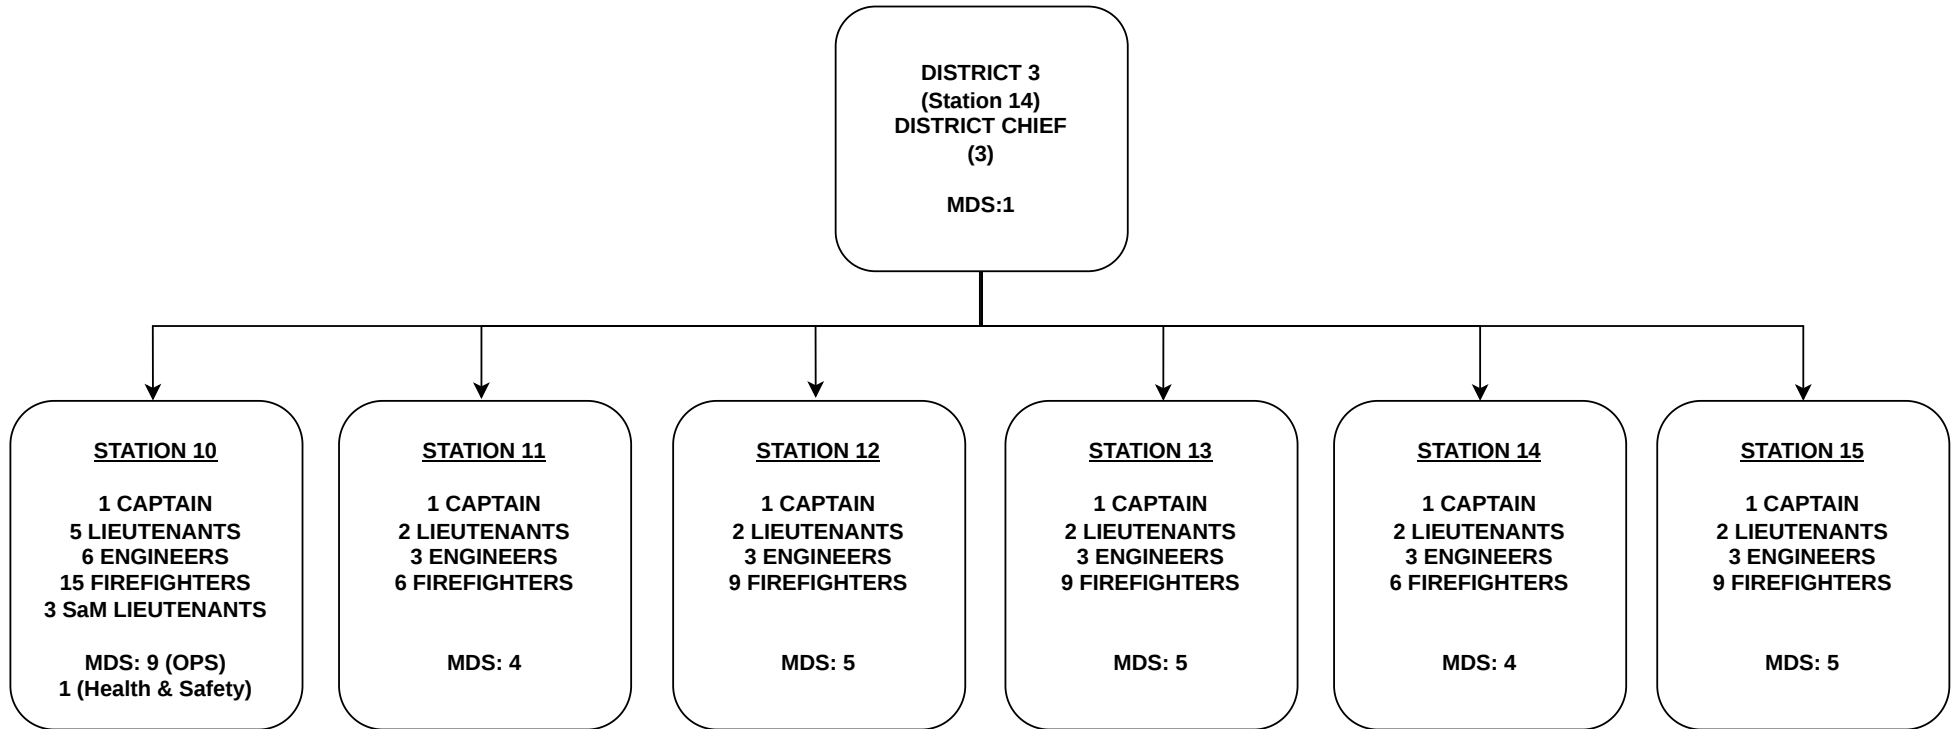 DISTRICT 3
(Station 14)
DISTRICT CHIEF
(3)
MDS:1
STATION 10
1 CAPTAIN
5 LIEUTENANTS
6 ENGINEERS
15 FIREFIGHTERS
3 SaM LIEUTENANTS
MDS: 9 (OPS)
1 (Health & Safety)
STATION 11
1 CAPTAIN
2 LIEUTENANTS
3 ENGINEERS
6 FIREFIGHTERS
MDS: 4
STATION 12
1 CAPTAIN
2 LIEUTENANTS
3 ENGINEERS
9 FIREFIGHTERS
MDS: 5
STATION 13
1 CAPTAIN
2 LIEUTENANTS
3 ENGINEERS
9 FIREFIGHTERS
MDS: 5
STATION 14
1 CAPTAIN
2 LIEUTENANTS
3 ENGINEERS
6 FIREFIGHTERS
MDS: 4
STATION 15
1 CAPTAIN
2 LIEUTENANTS
3 ENGINEERS
9 FIREFIGHTERS
MDS: 5